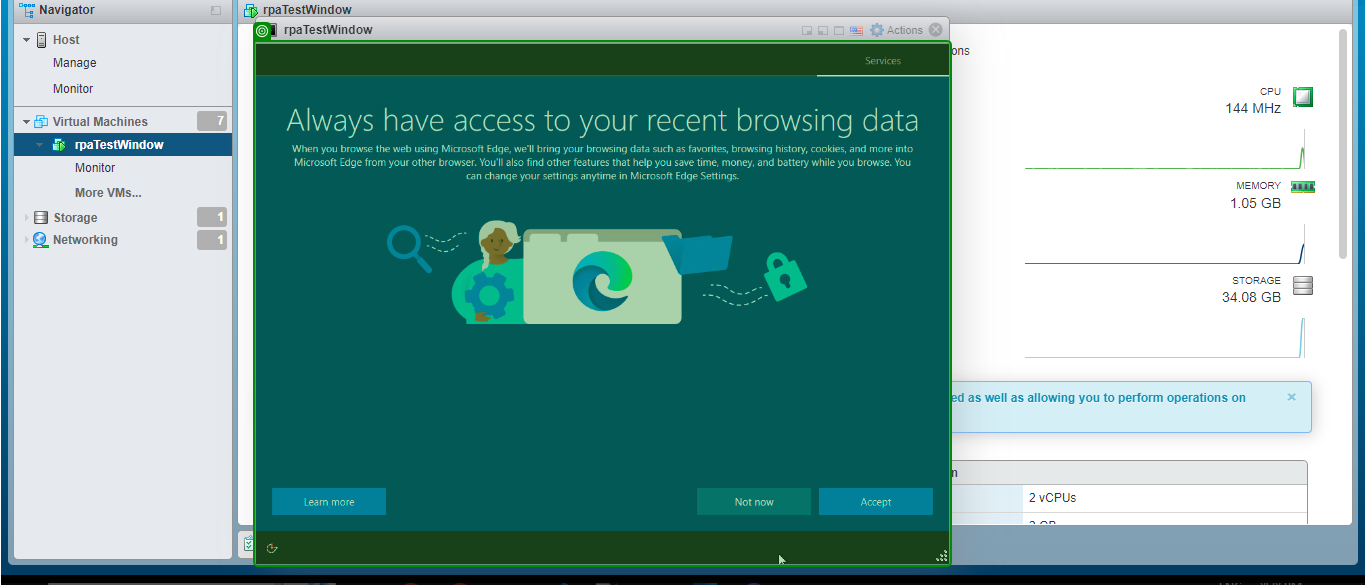 Navigator
Host
Manage
Monitor
Virtual Machines 7
rpaTestWindow
Monitor
More VMs...
Storage 1
Networking 1
rpaTestWindow
rpaTestWindow
Actions
Services
Always have access to your recent browsing data
When you browse the web using Microsoft Edge, we'll bring your browsing data such as favorites, browsing history, cookies, and more into
Microsoft Edge from your other browser. You'll also find other features that help you save time, money, and battery while you browse. You
can change your settings anytime in Microsoft Edge Settings.
Learn more
Not now
Accept
ons
CPU
144 MHz
MEMORY
1.05 GB
STORAGE
34.08 GB
ed as well as allowing you to perform operations on
2 vCPUs